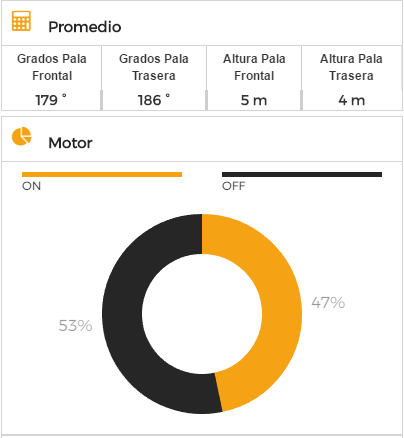 Promedio
Grados Pala Grados Pala Altura Pala Altura Pala
Frontal Trasera Frontal Trasera
179 ° 186 ° 5 m 4 m
Motor
ON OFF
47%
53%